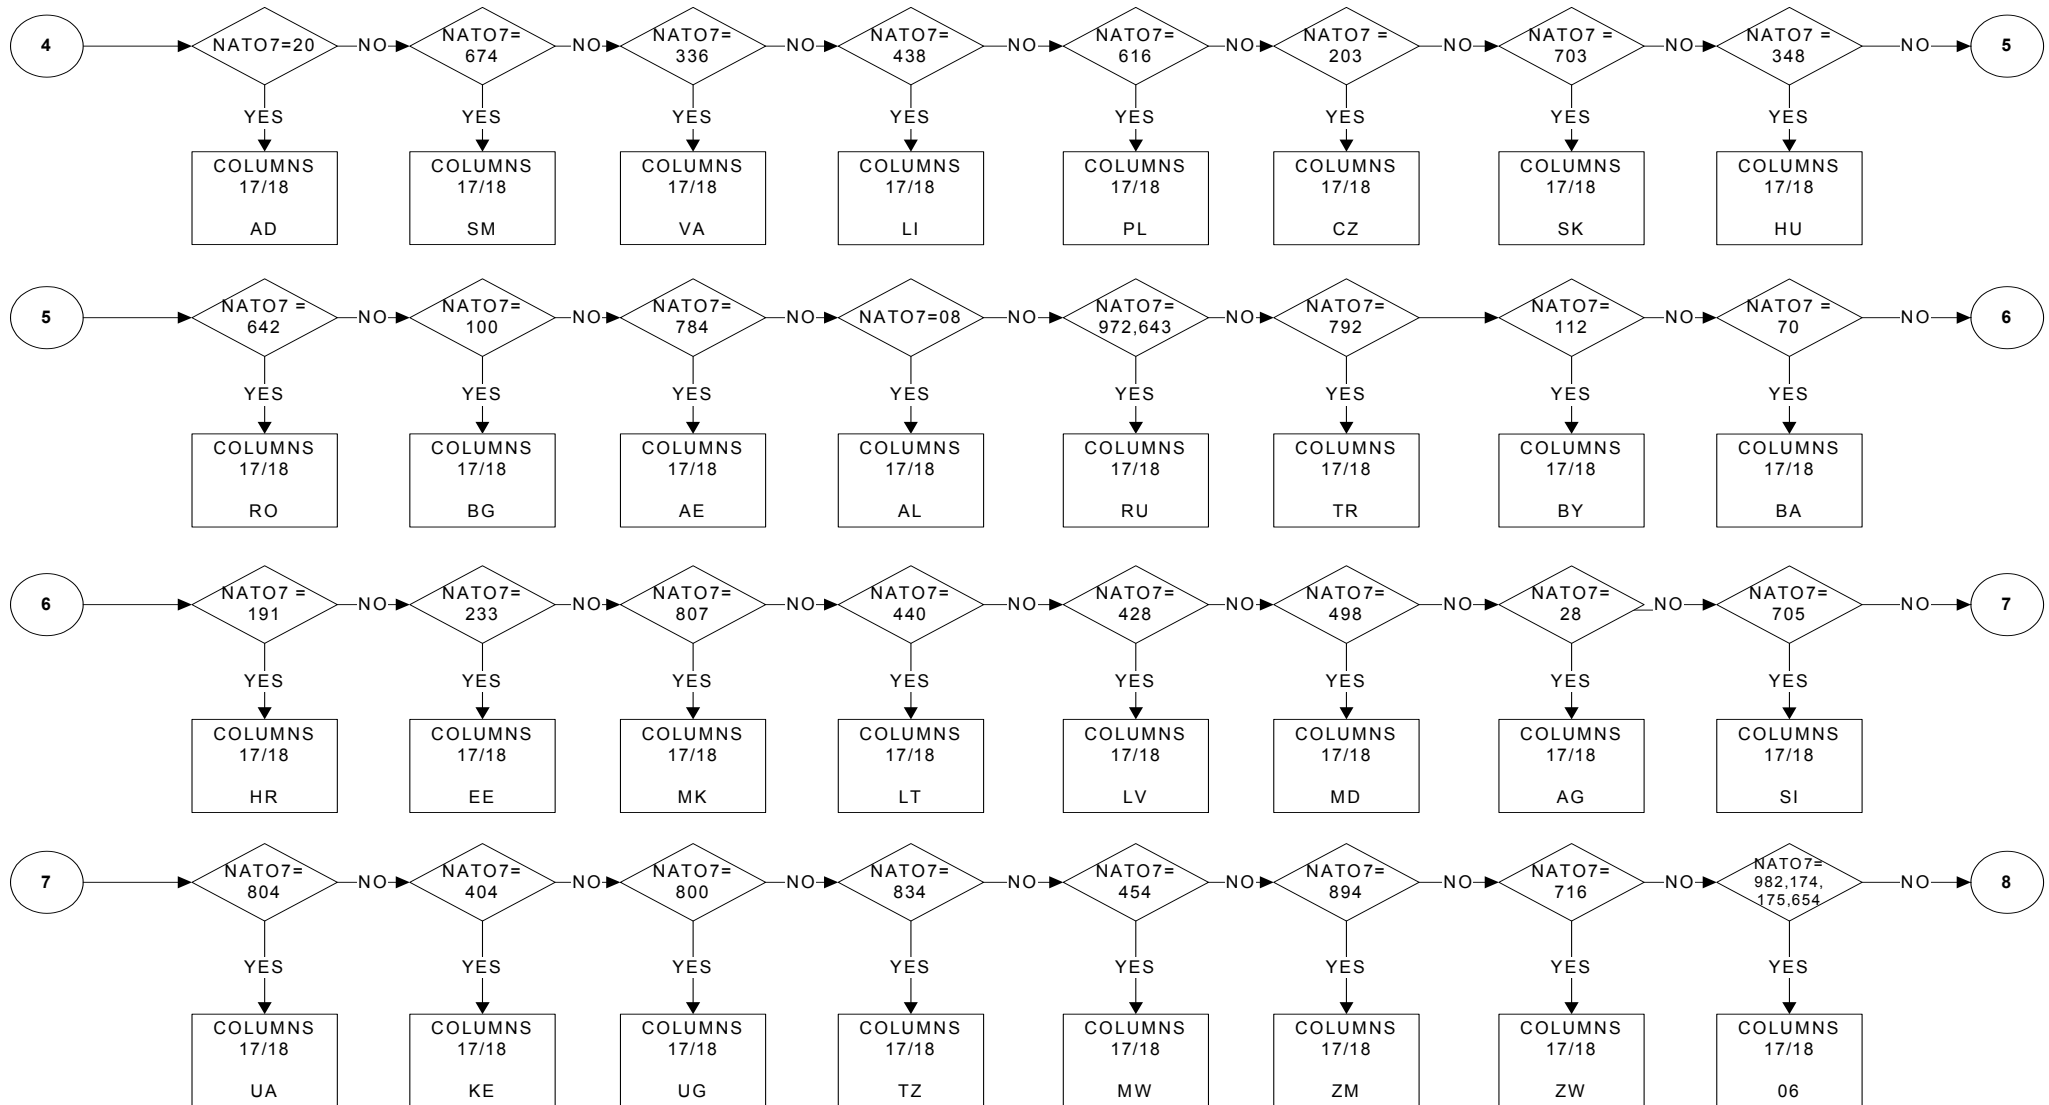 4
NATO7=20
NO
NATO7=
674
NO
NATO7=
336
NO
NATO7=
438
NO
NATO7=
616
NO
NATO7 =
203
NO
NATO7 =
703
NO
NATO7 =
348
NO
5
YES
YES
YES
YES
YES
YES
YES
YES
COLUMNS
17/18
AD
COLUMNS
17/18
SM
COLUMNS
17/18
VA
COLUMNS
17/18
LI
COLUMNS
17/18
PL
COLUMNS
17/18
CZ
COLUMNS
17/18
SK
COLUMNS
17/18
HU
5
NATO7 =
642
NO
NATO7=
100
NO
NATO7=
784
NO
NATO7=08
NO
NATO7=
972,643
NO
NATO7=
792
NATO7=
112
NO
NATO7 =
70
NO
6
YES
YES
YES
YES
YES
YES
YES
YES
COLUMNS
17/18
RO
COLUMNS
17/18
BG
COLUMNS
17/18
AE
COLUMNS
17/18
AL
COLUMNS
17/18
RU
COLUMNS
17/18
TR
COLUMNS
17/18
BY
COLUMNS
17/18
BA
6
NATO7 =
191
NO
NATO7=
233
NO
NATO7=
807
NO
NATO7=
440
NO
NATO7=
428
NO
NATO7=
498
NO
NATO7=
28
NO
NATO7=
705
NO
7
YES
YES
YES
YES
YES
YES
YES
YES
COLUMNS
17/18
HR
COLUMNS
17/18
EE
COLUMNS
17/18
MK
COLUMNS
17/18
LT
COLUMNS
17/18
LV
COLUMNS
17/18
MD
COLUMNS
17/18
AG
COLUMNS
17/18
SI
7
NATO7=
804
NO
NATO7=
404
NO
NATO7=
800
NO
NATO7=
834
NO
NATO7=
454
NO
NATO7=
894
NO
NATO7=
716
NO
NATO7=
982,174,
175,654
NO
8
YES
YES
YES
YES
YES
YES
YES
YES
COLUMNS
17/18
UA
COLUMNS
17/18
KE
COLUMNS
17/18
UG
COLUMNS
17/18
TZ
COLUMNS
17/18
MW
COLUMNS
17/18
ZM
COLUMNS
17/18
ZW
COLUMNS
17/18
06